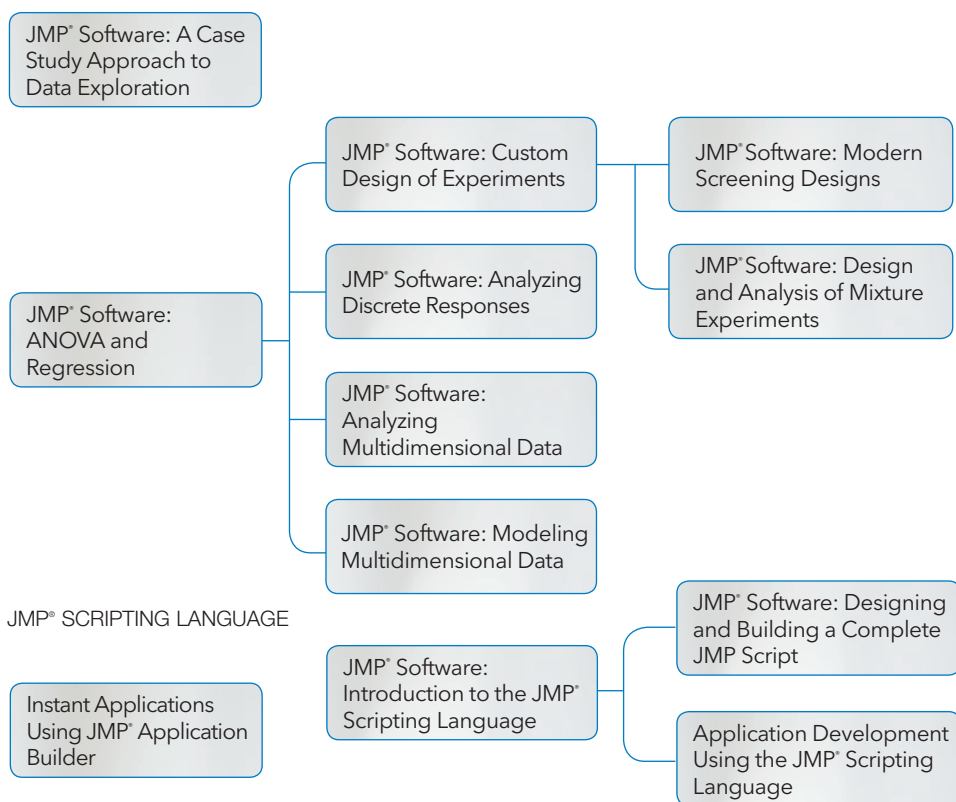 JMP® Software: A Case
Study Approach to
Data Exploration
JMP® Software: Custom
Design of Experiments
JMP® Software: Modern
Screening Designs
JMP® Software: Analyzing
Discrete Responses
JMP® Software: Design
and Analysis of Mixture
Experiments
JMP® Software:
ANOVA and
Regression
JMP® Software:
Analyzing
Multidimensional Data
JMP® Software: Modeling
Multidimensional Data
JMP® SCRIPTING LANGUAGE
JMP® Software: Designing
and Building a Complete
JMP Script
JMP® Software:
Introduction to the JMP®
Scripting Language
Instant Applications
Using JMP® Application
Builder
Application Development
Using the JMP® Scripting
Language